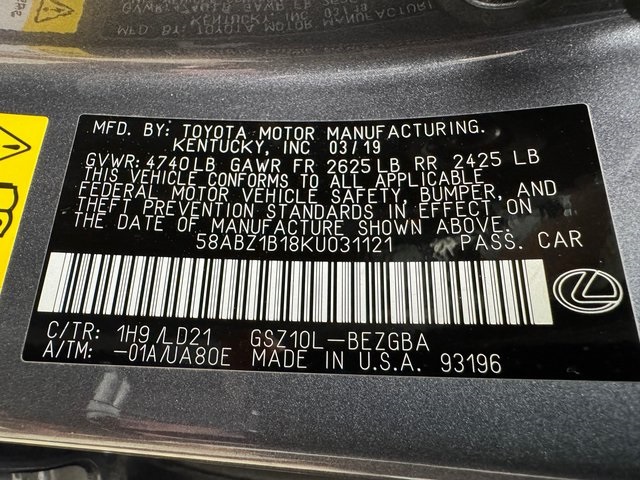 MFD. BY: TOYOTA MOTOR MANUFACTURING.
KENTUCKY, INC 03/19
GVWR: 4740LB GAWR FR 2625LB RR 2425 LB
THIS VEHICLE CONFORMS TO ALL APPLICABLE
FEDERAL MOTOR VEHICLE SAFETY, BUMPER, AND
THEFT PREVENTION STANDARDS IN EFFECT ON
THE DATE OF MANUFACTURE SHOWN ABOVE.
58ABZ1B18KU031121 PASS. CAR
C/TR: 1H9/LD21 GSZ10L-BEZGBA
A/TM: -01A/UA80E MADE IN U.S.A. 93196